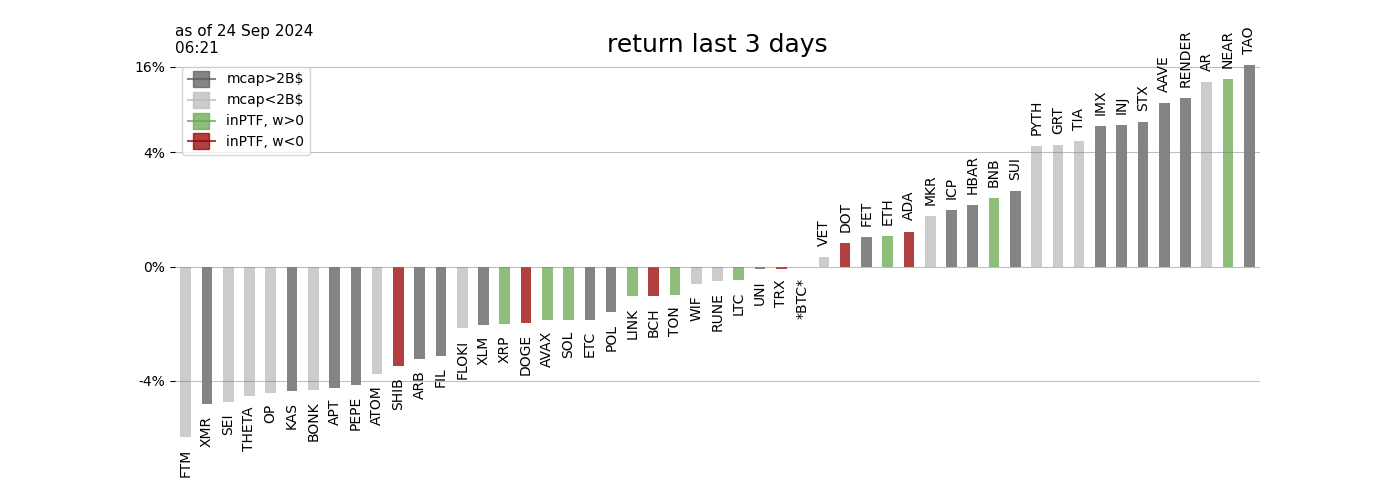 as of 24 Sep 2024
06:21
return last 3 days
16%
4%
0%
-4%
mcap>2B$
mcap<2B$
inPTF, w>0
inPTF, w<0
FTM
XMR
SEI
THETA
OP
KAS
BONK
APT
PEPE
ATOM
SHIB
ARB
FIL
FLOKI
XLM
XRP
DOGE
AVAX
SOL
ETC
POL
LINK
BCH
TON
WIF
RUNE
LTC
UNI
TRX
*BTC*
VET
DOT
FET
ETH
ADA
MKR
ICP
HBAR
BNB
SUI
PYTH
GRT
TIA
IMX
INJ
STX
AAVE
RENDER
AR
NEAR
TAO